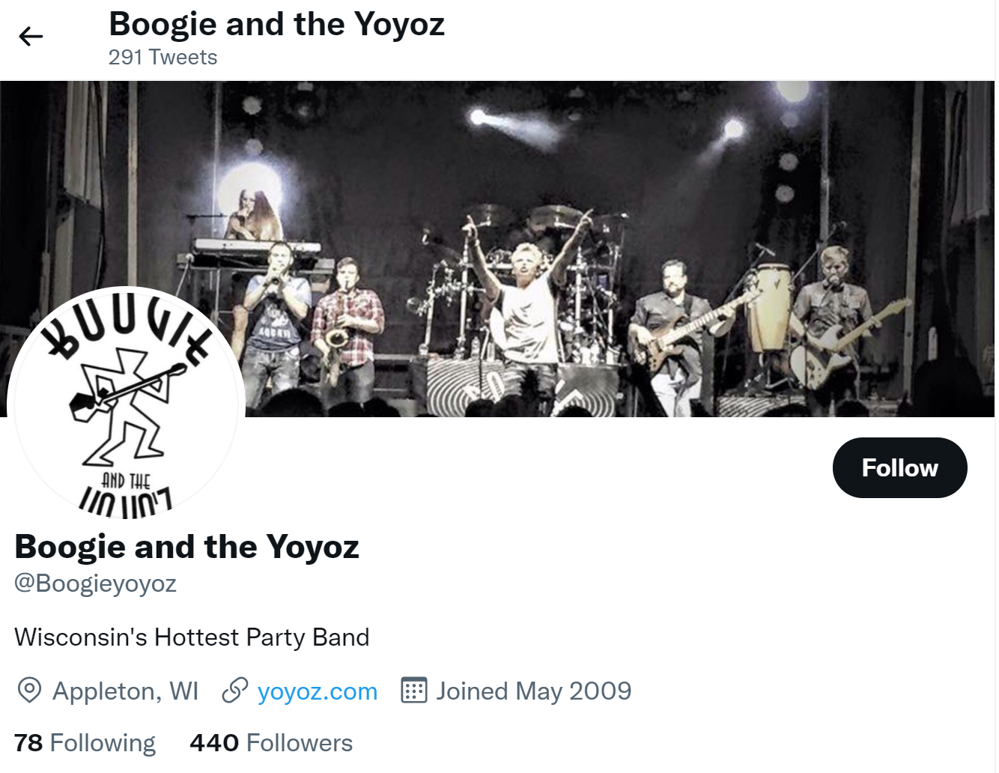 Boogie and the Yoyoz
291 Tweets
BOOGIE
AND THE
YOYO'Z
Boogie and the Yoyoz
@Boogieyoyoz
Follow
Wisconsin's Hottest Party Band
Appleton, WI yoyoz.com Joined May 2009
78 Following 440 Followers